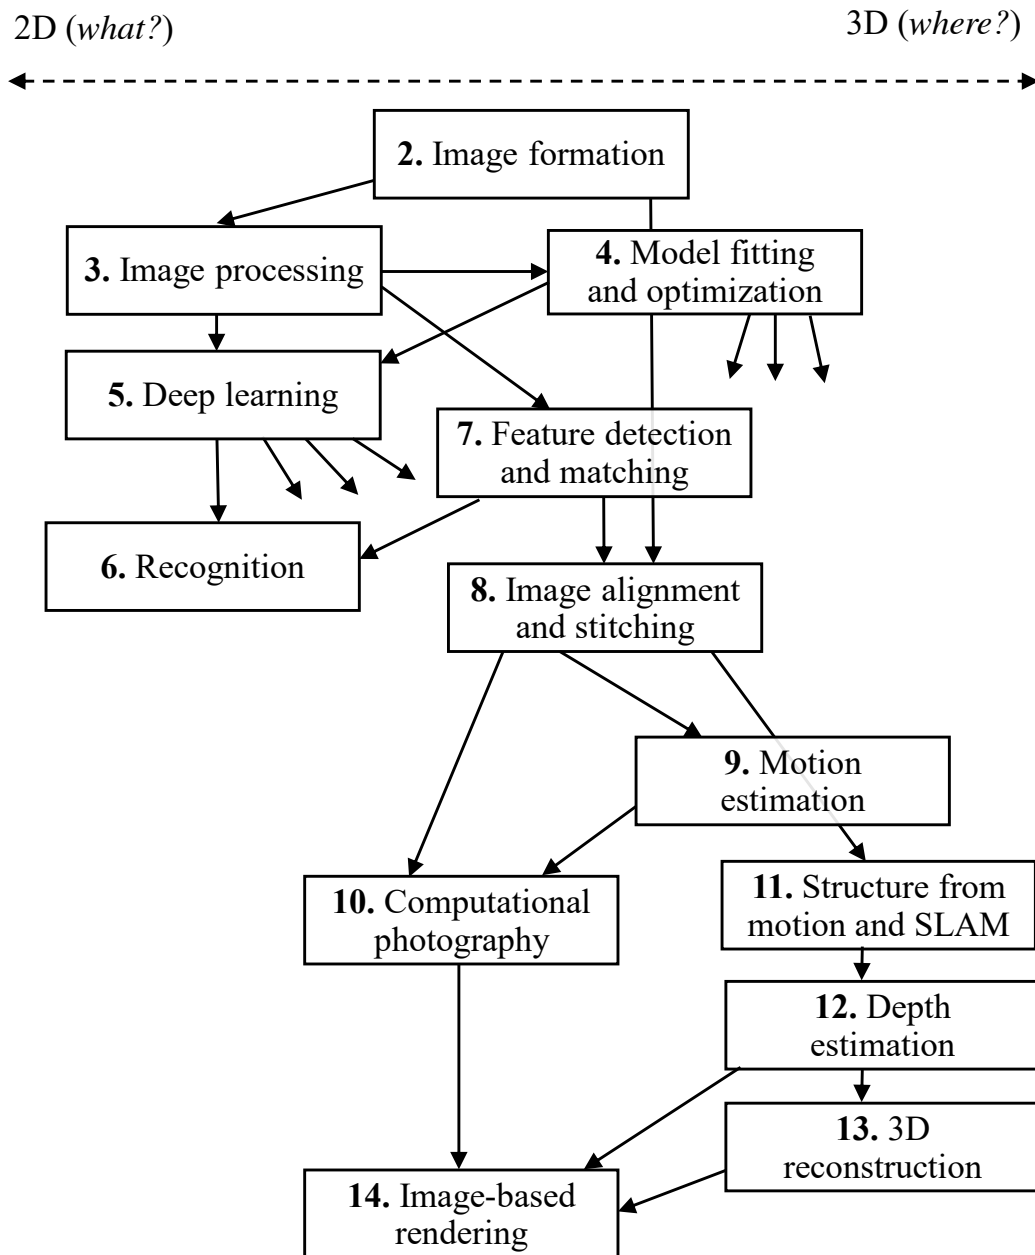 2D (what?)
3D (where?)
2. Image formation
3. Image processing
4. Model fitting
and optimization
5. Deep learning
7. Feature detection
and matching
6. Recognition
8. Image alignment
and stitching
9. Motion
estimation
10. Computational
photography
11. Structure from
motion and SLAM
12. Depth
estimation
13. 3D
reconstruction
14. Image-based
rendering